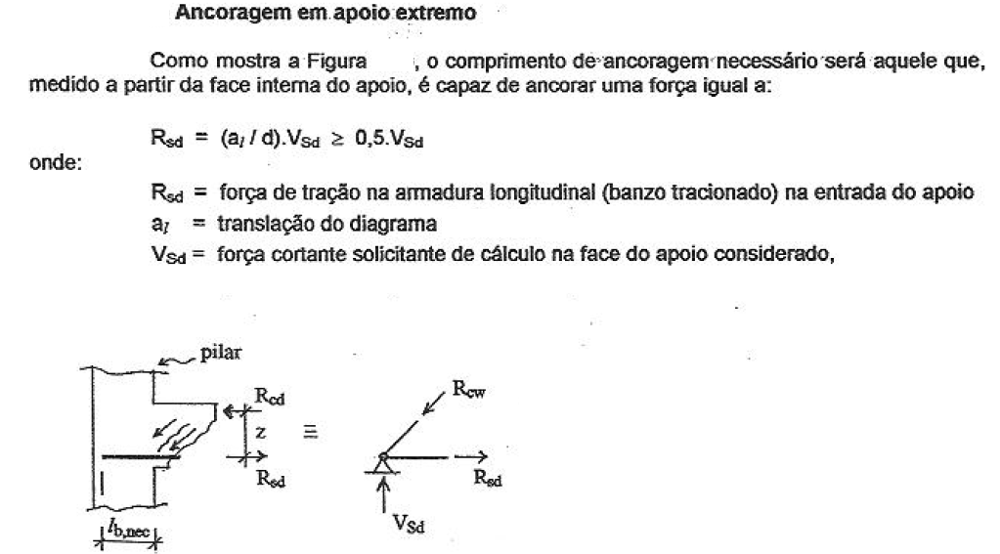 Ancoragem em apoio extremo
Como mostra a Figura , o comprimento de ancoragem necessário será aquele que,
medido a partir da face interna do apoio, é capaz de ancorar uma força igual a:
Rsd = (al / d).VSd ≥ 0,5.VSd
onde:
Rsd = força de tração na armadura longitudinal (banzo tracionado) na entrada do apoio
al = translação do diagrama
VSd = força cortante solicitante de cálculo na face do apoio considerado,
pilar
Rcd
Rcw
z
≡
Rsd
Rsd
VSd
lb,nec